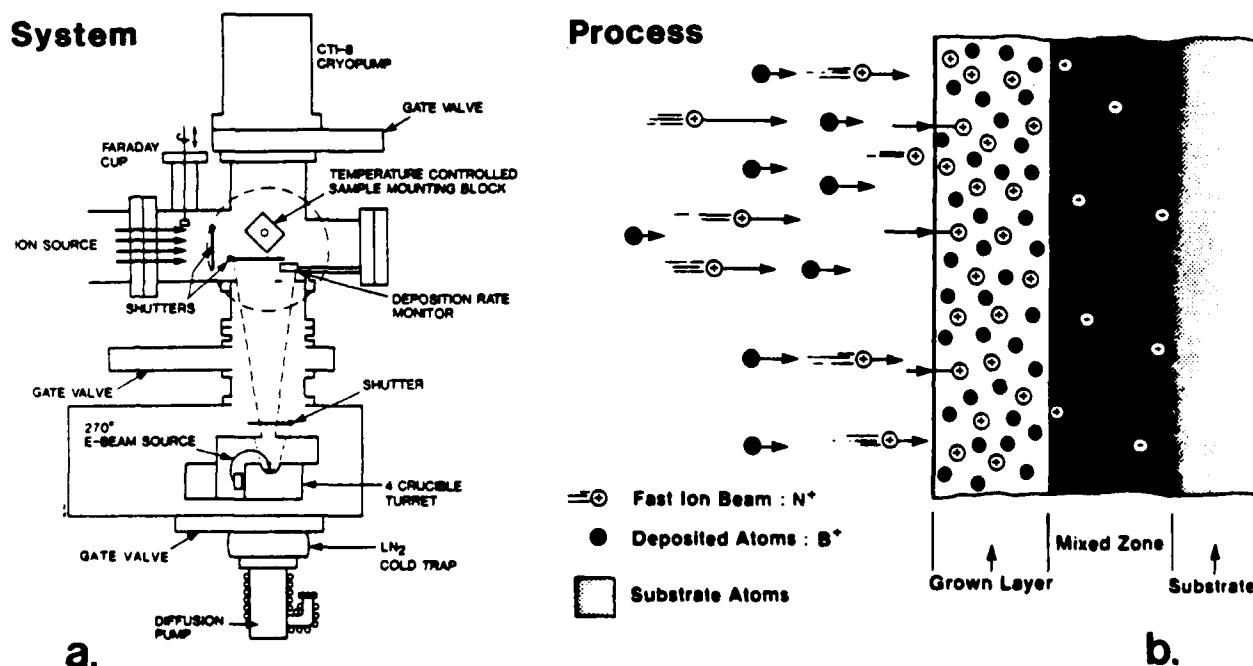 System
CTI-8
CRYOPUMP
GATE VALVE
FARADAY
CUP
TEMPERATURE CONTROLLED
SAMPLE MOUNTING BLOCK
ION SOURCE
SHUTTERS
DEPOSITION RATE
MONITOR
GATE VALVE
SHUTTER
270°
E-BEAM SOURCE
4 CRUCIBLE
TURRET
GATE VALVE
LN2
COLD TRAP
DIFFUSION
PUMP
a.
Process
Fast Ion Beam : N+
Deposited Atoms : B+
Substrate Atoms
Grown Layer
Mixed Zone
Substrate
b.